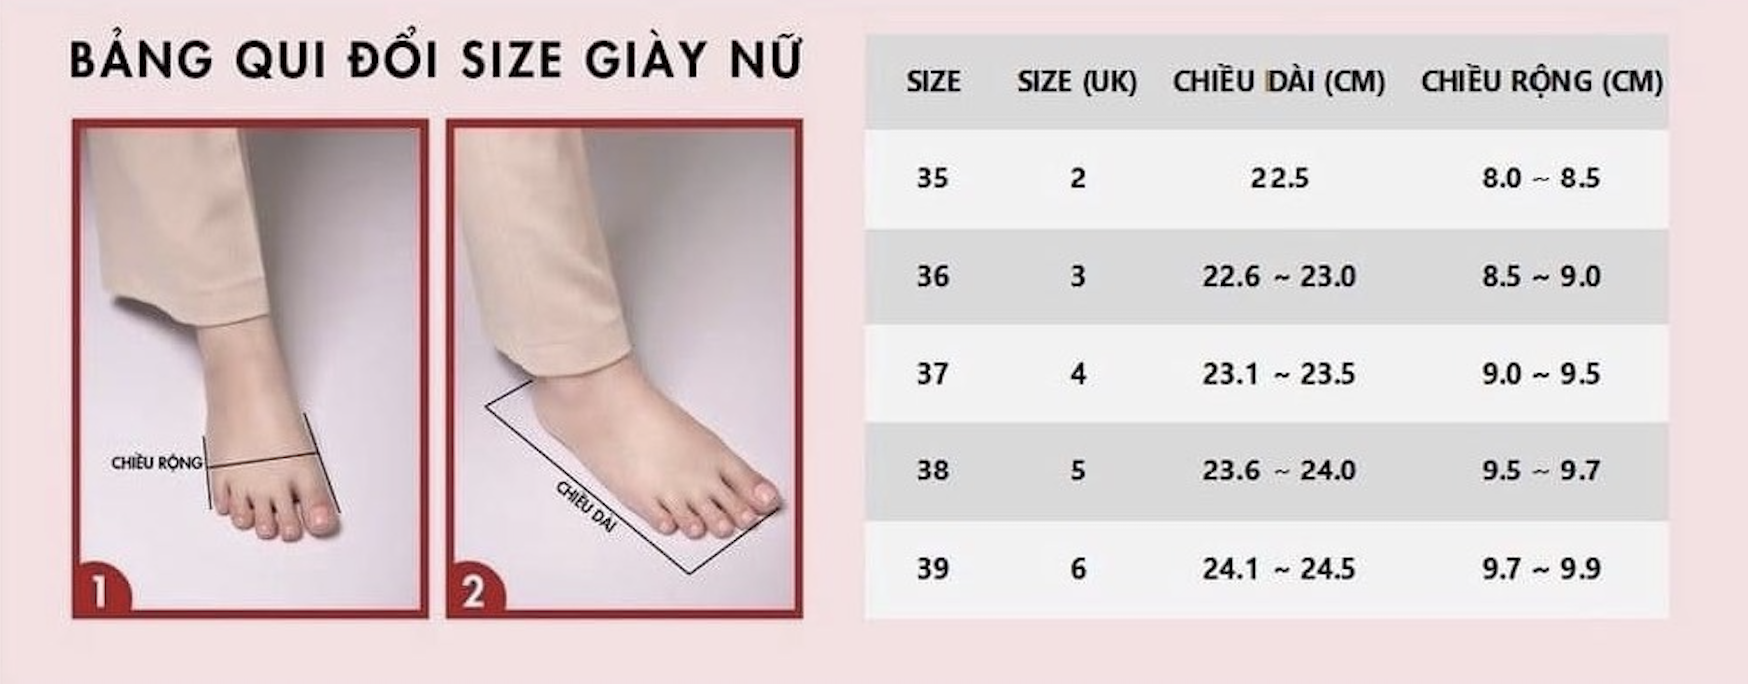 BẢNG QUI ĐỔI SIZE GIÀY NỮ
CHIỀU RỘNG
1
CHIỀU DÀI
2
SIZE SIZE (UK) CHIỀU DÀI (CM) CHIỀU RỘNG (CM)
35 2 22.5 8.0 ~ 8.5
36 3 22.6 ~ 23.0 8.5 ~ 9.0
37 4 23.1 ~ 23.5 9.0 ~ 9.5
38 5 23.6 ~ 24.0 9.5 ~ 9.7
39 6 24.1 ~ 24.5 9.7 ~ 9.9